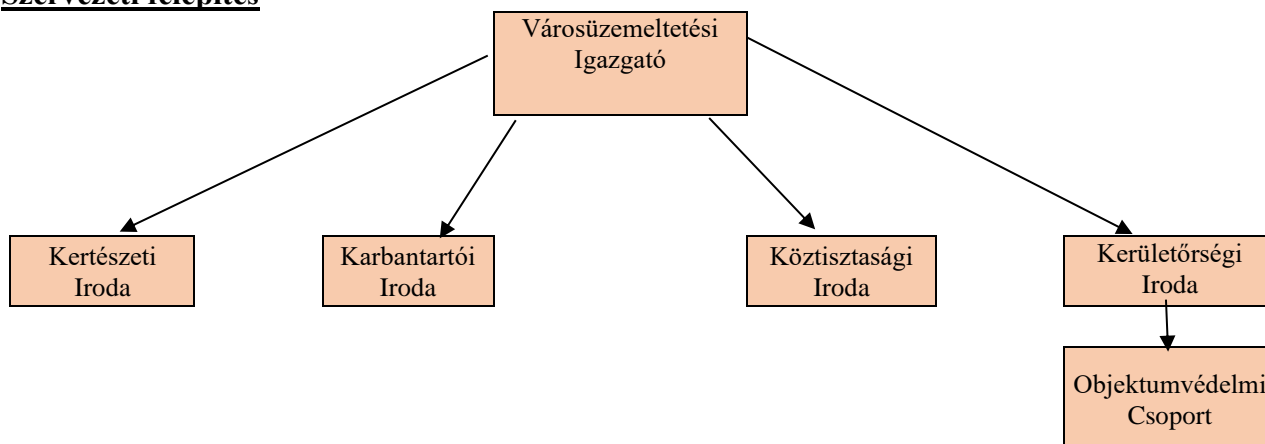 Szervezeti felépítés
Városüzemeltetési
Igazgató
Kertészeti
Iroda
Karbantartói
Iroda
Köztisztasági
Iroda
Kerületőrségi
Iroda
Objektumvédelmi
Csoport